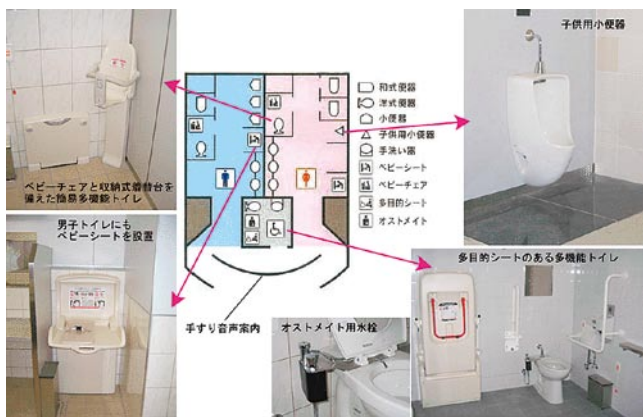 ベビーチェアと収納式着替台を
備えた簡易多機能トイレ
男子トイレにも
ベビーシートを設置
和式便器
洋式便器
小便器
子供用小便器
手洗い器
ベビーシート
ベビーチェア
多目的シート
オストメイト
手すり音声案内
子供用小便器
多目的シートのある多機能トイレ
オストメイト用水栓